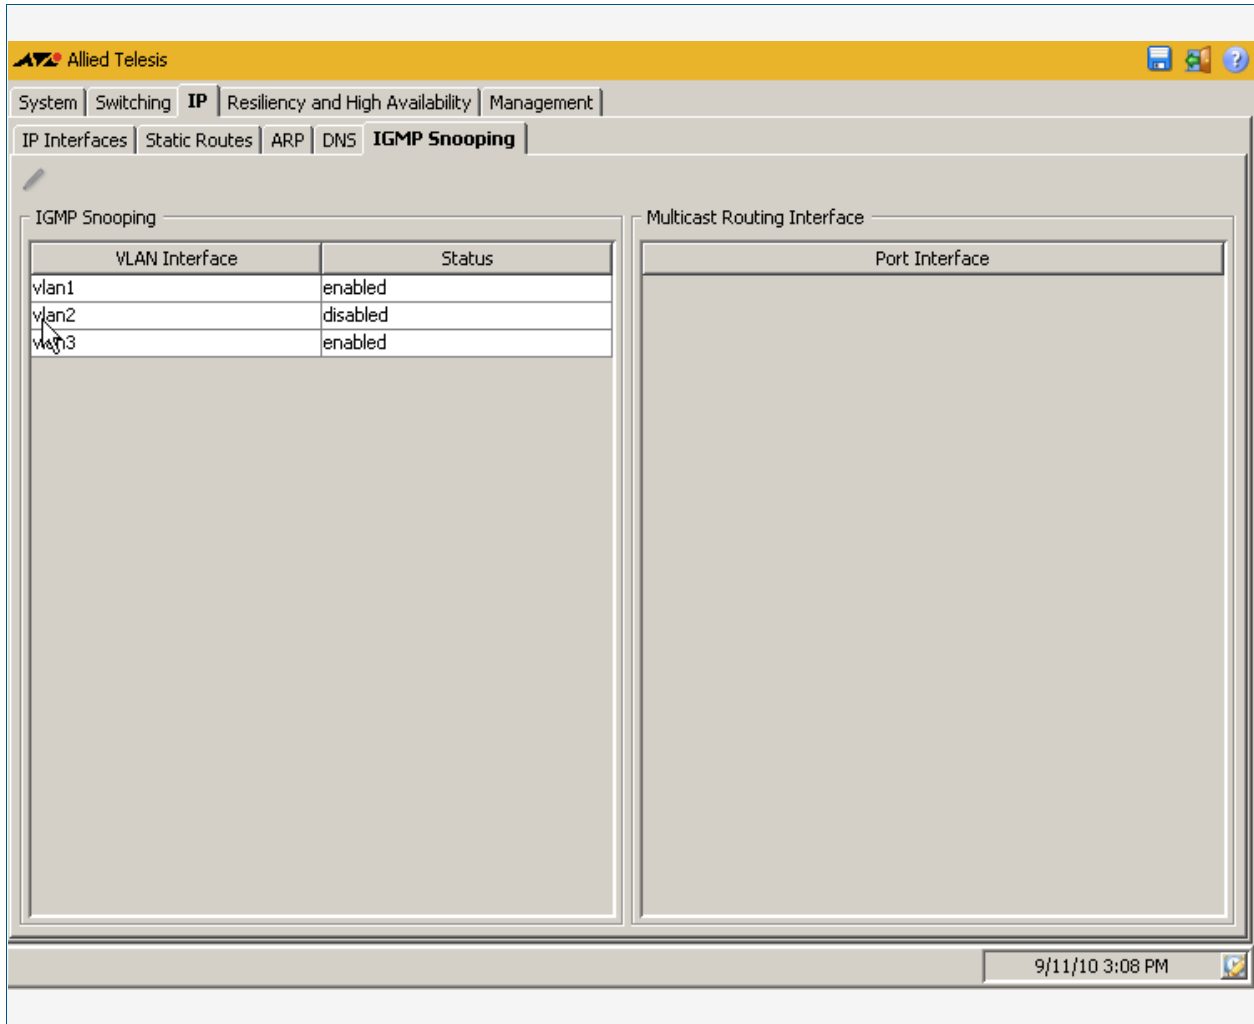 Allied Telesis
System Switching IP Resiliency and High Availability Management
IP Interfaces Static Routes ARP DNS IGMP Snooping
IGMP Snooping
VLAN Interface Status
vlan1 enabled
vlan2 disabled
vlan3 enabled
Multicast Routing Interface
Port Interface
9/11/10 3:08 PM